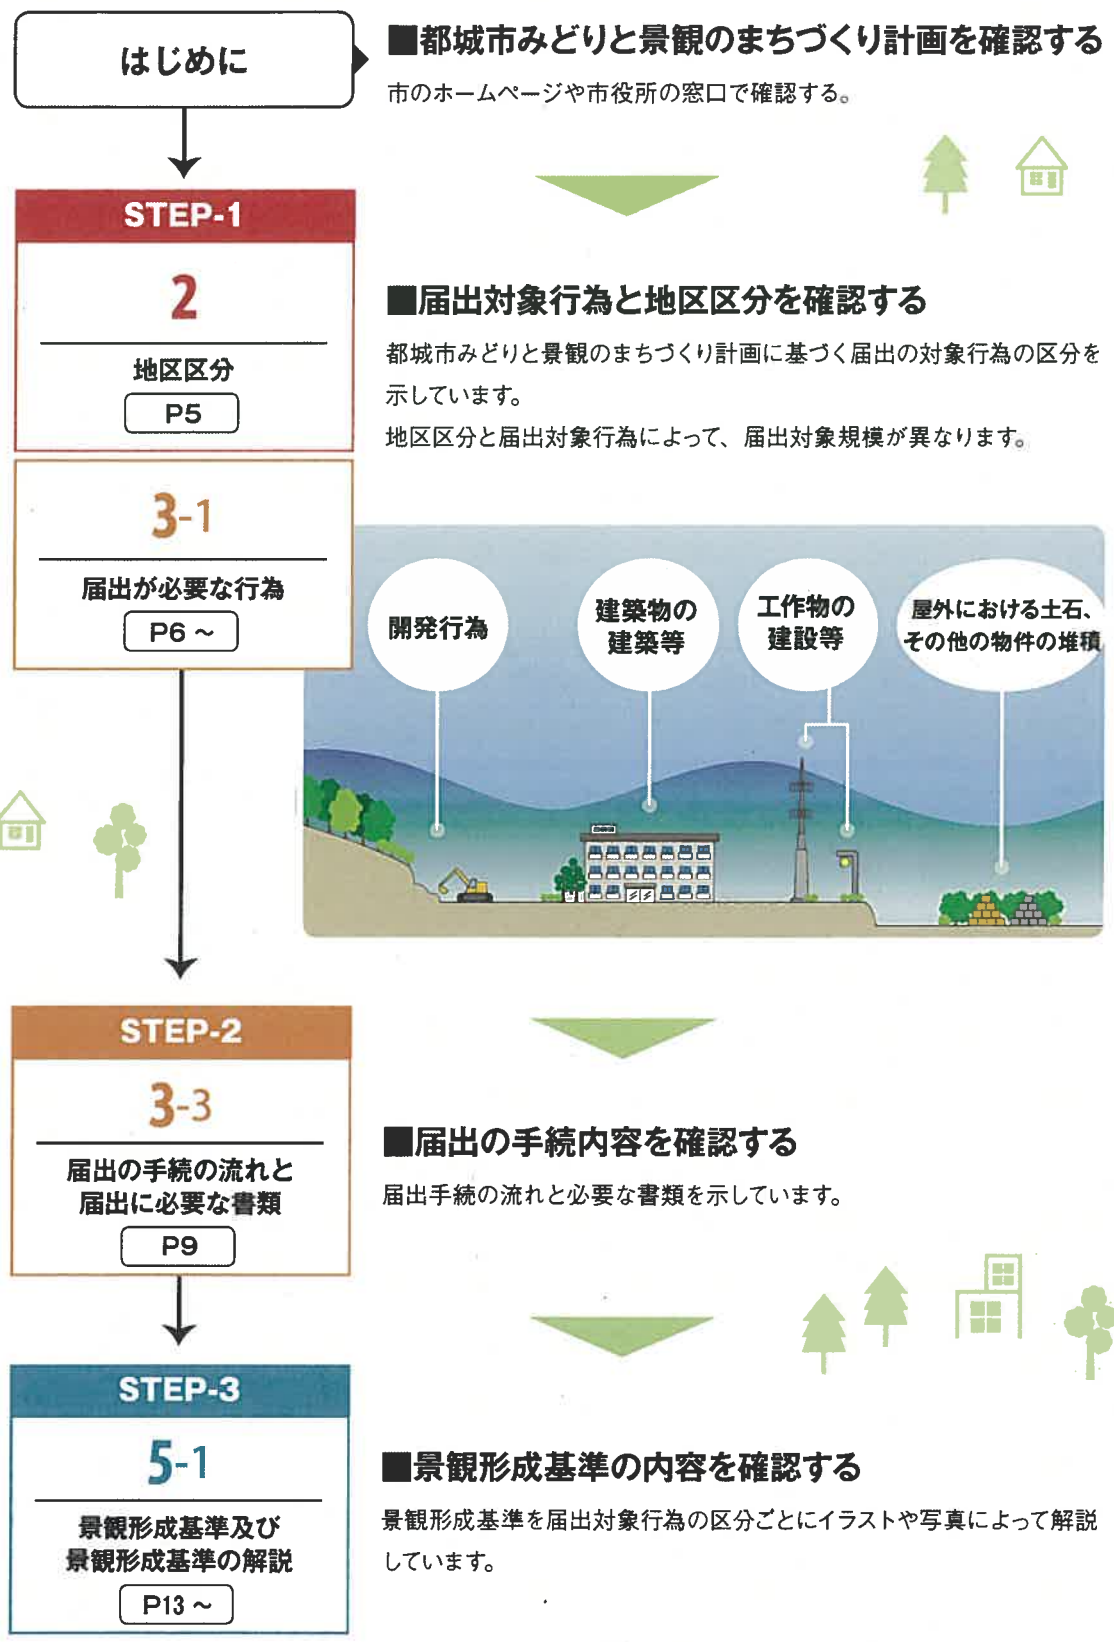 はじめに
■都城市みどりと景観のまちづくり計画を確認する
市のホームページや市役所の窓口で確認する。
STEP-1
2
地区区分
P5
■届出対象行為と地区区分を確認する
都城市みどりと景観のまちづくり計画に基づく届出の対象行為の区分を
示しています。
地区区分と届出対象行為によって、届出対象規模が異なります。
3-1
届出が必要な行為
P6～
開発行為
建築物の
建築等
工作物の
建設等
屋外における土石、
その他の物件の堆積
STEP-2
3-3
届出の手続の流れと
届出に必要な書類
P9
■届出の手続内容を確認する
届出手続の流れと必要な書類を示しています。
STEP-3
5-1
景観形成基準及び
景観形成基準の解説
P13～
■景観形成基準の内容を確認する
景観形成基準を届出対象行為の区分ごとにイラストや写真によって解説
しています。